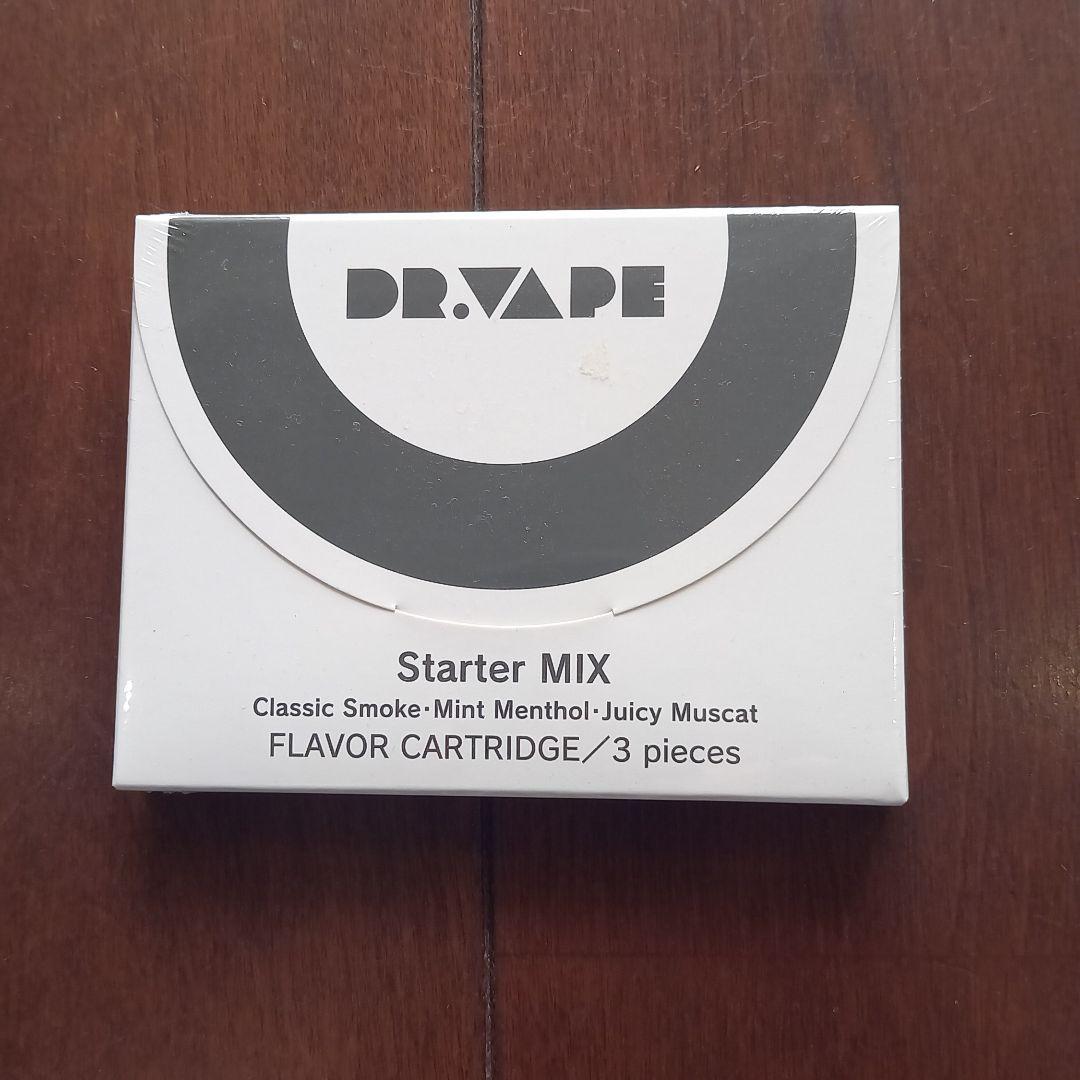 DR.VAPE
Starter MIX
Classic Smoke・Mint Menthol・Juicy Muscat
FLAVOR CARTRIDGE／3 pieces